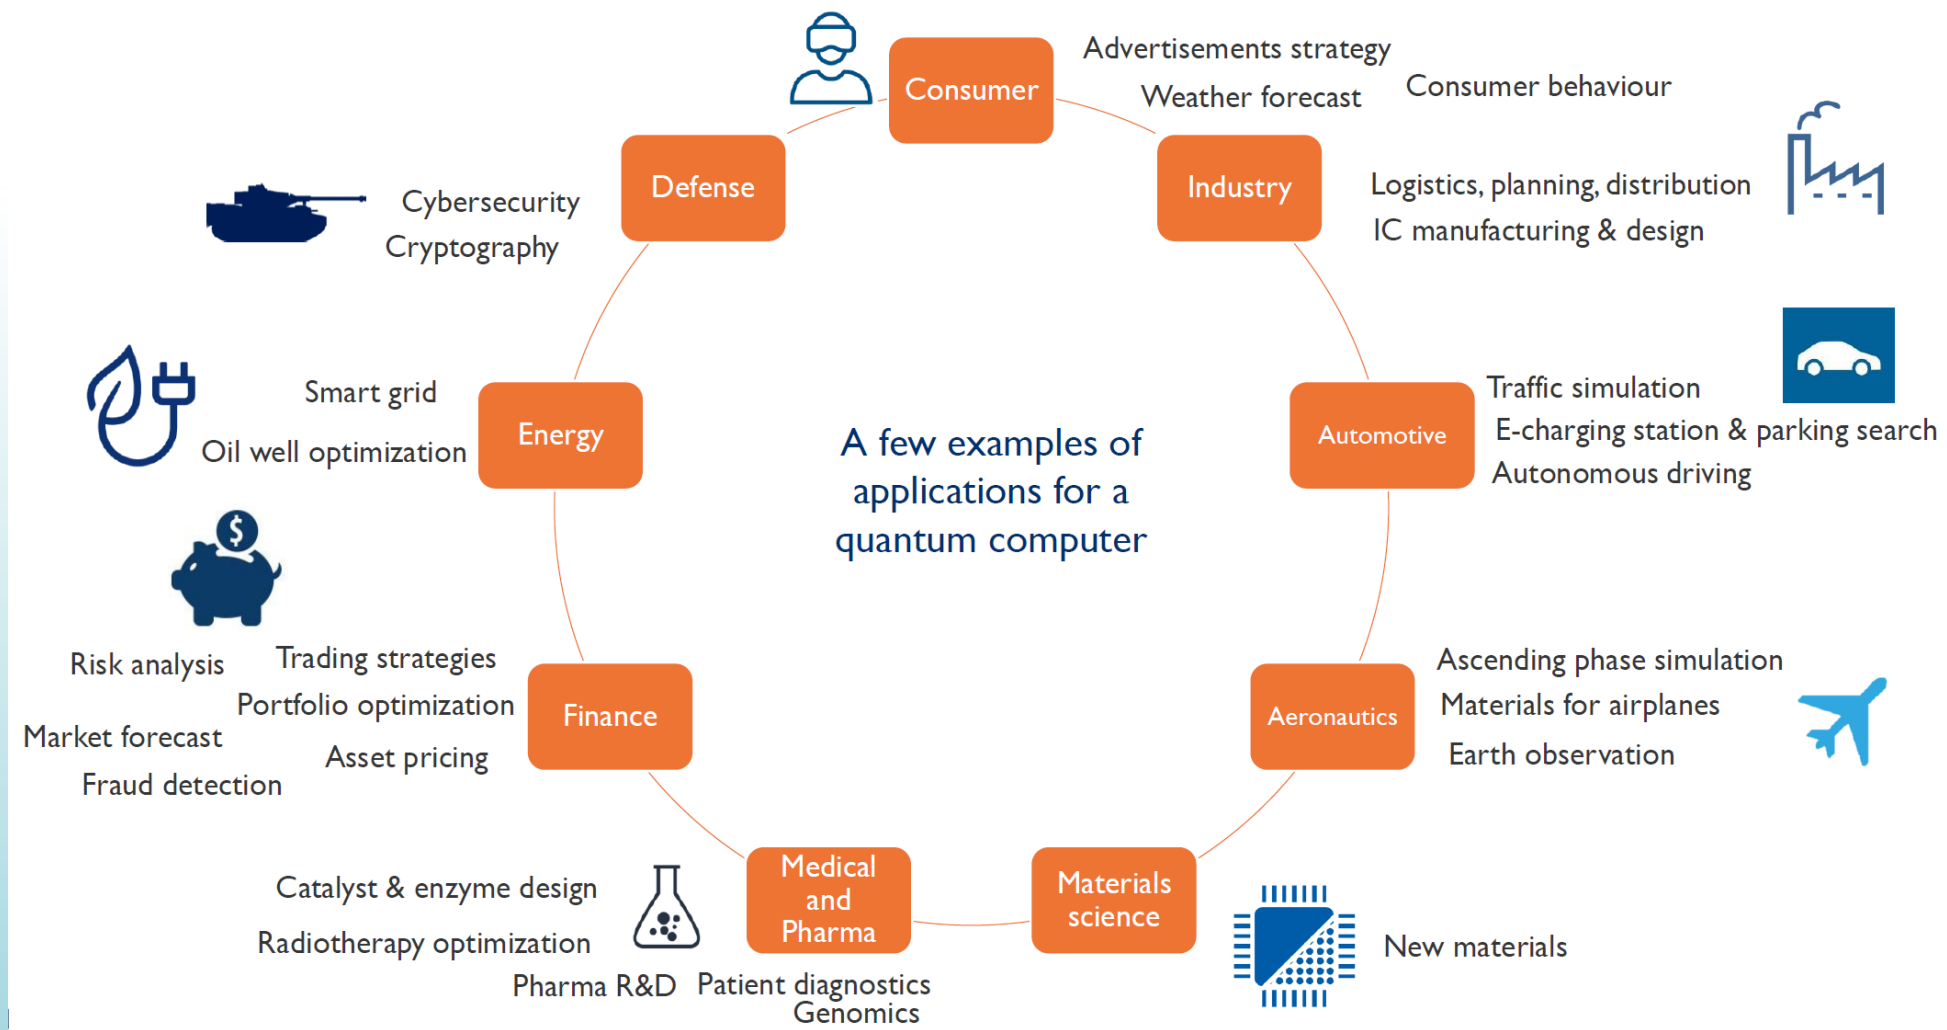 Consumer
Advertisements strategy
Weather forecast
Consumer behaviour
Industry
Logistics, planning, distribution
IC manufacturing & design
Automotive
Traffic simulation
E-charging station & parking search
Autonomous driving
Aeronautics
Ascending phase simulation
Materials for airplanes
Earth observation
Materials
science
New materials
Medical
and
Pharma
Catalyst & enzyme design
Radiotherapy optimization
Pharma R&D
Patient diagnostics
Genomics
Finance
$
Risk analysis
Trading strategies
Portfolio optimization
Market forecast
Asset pricing
Fraud detection
Energy
Smart grid
Oil well optimization
Defense
Cybersecurity
Cryptography
A few examples of
applications for a
quantum computer